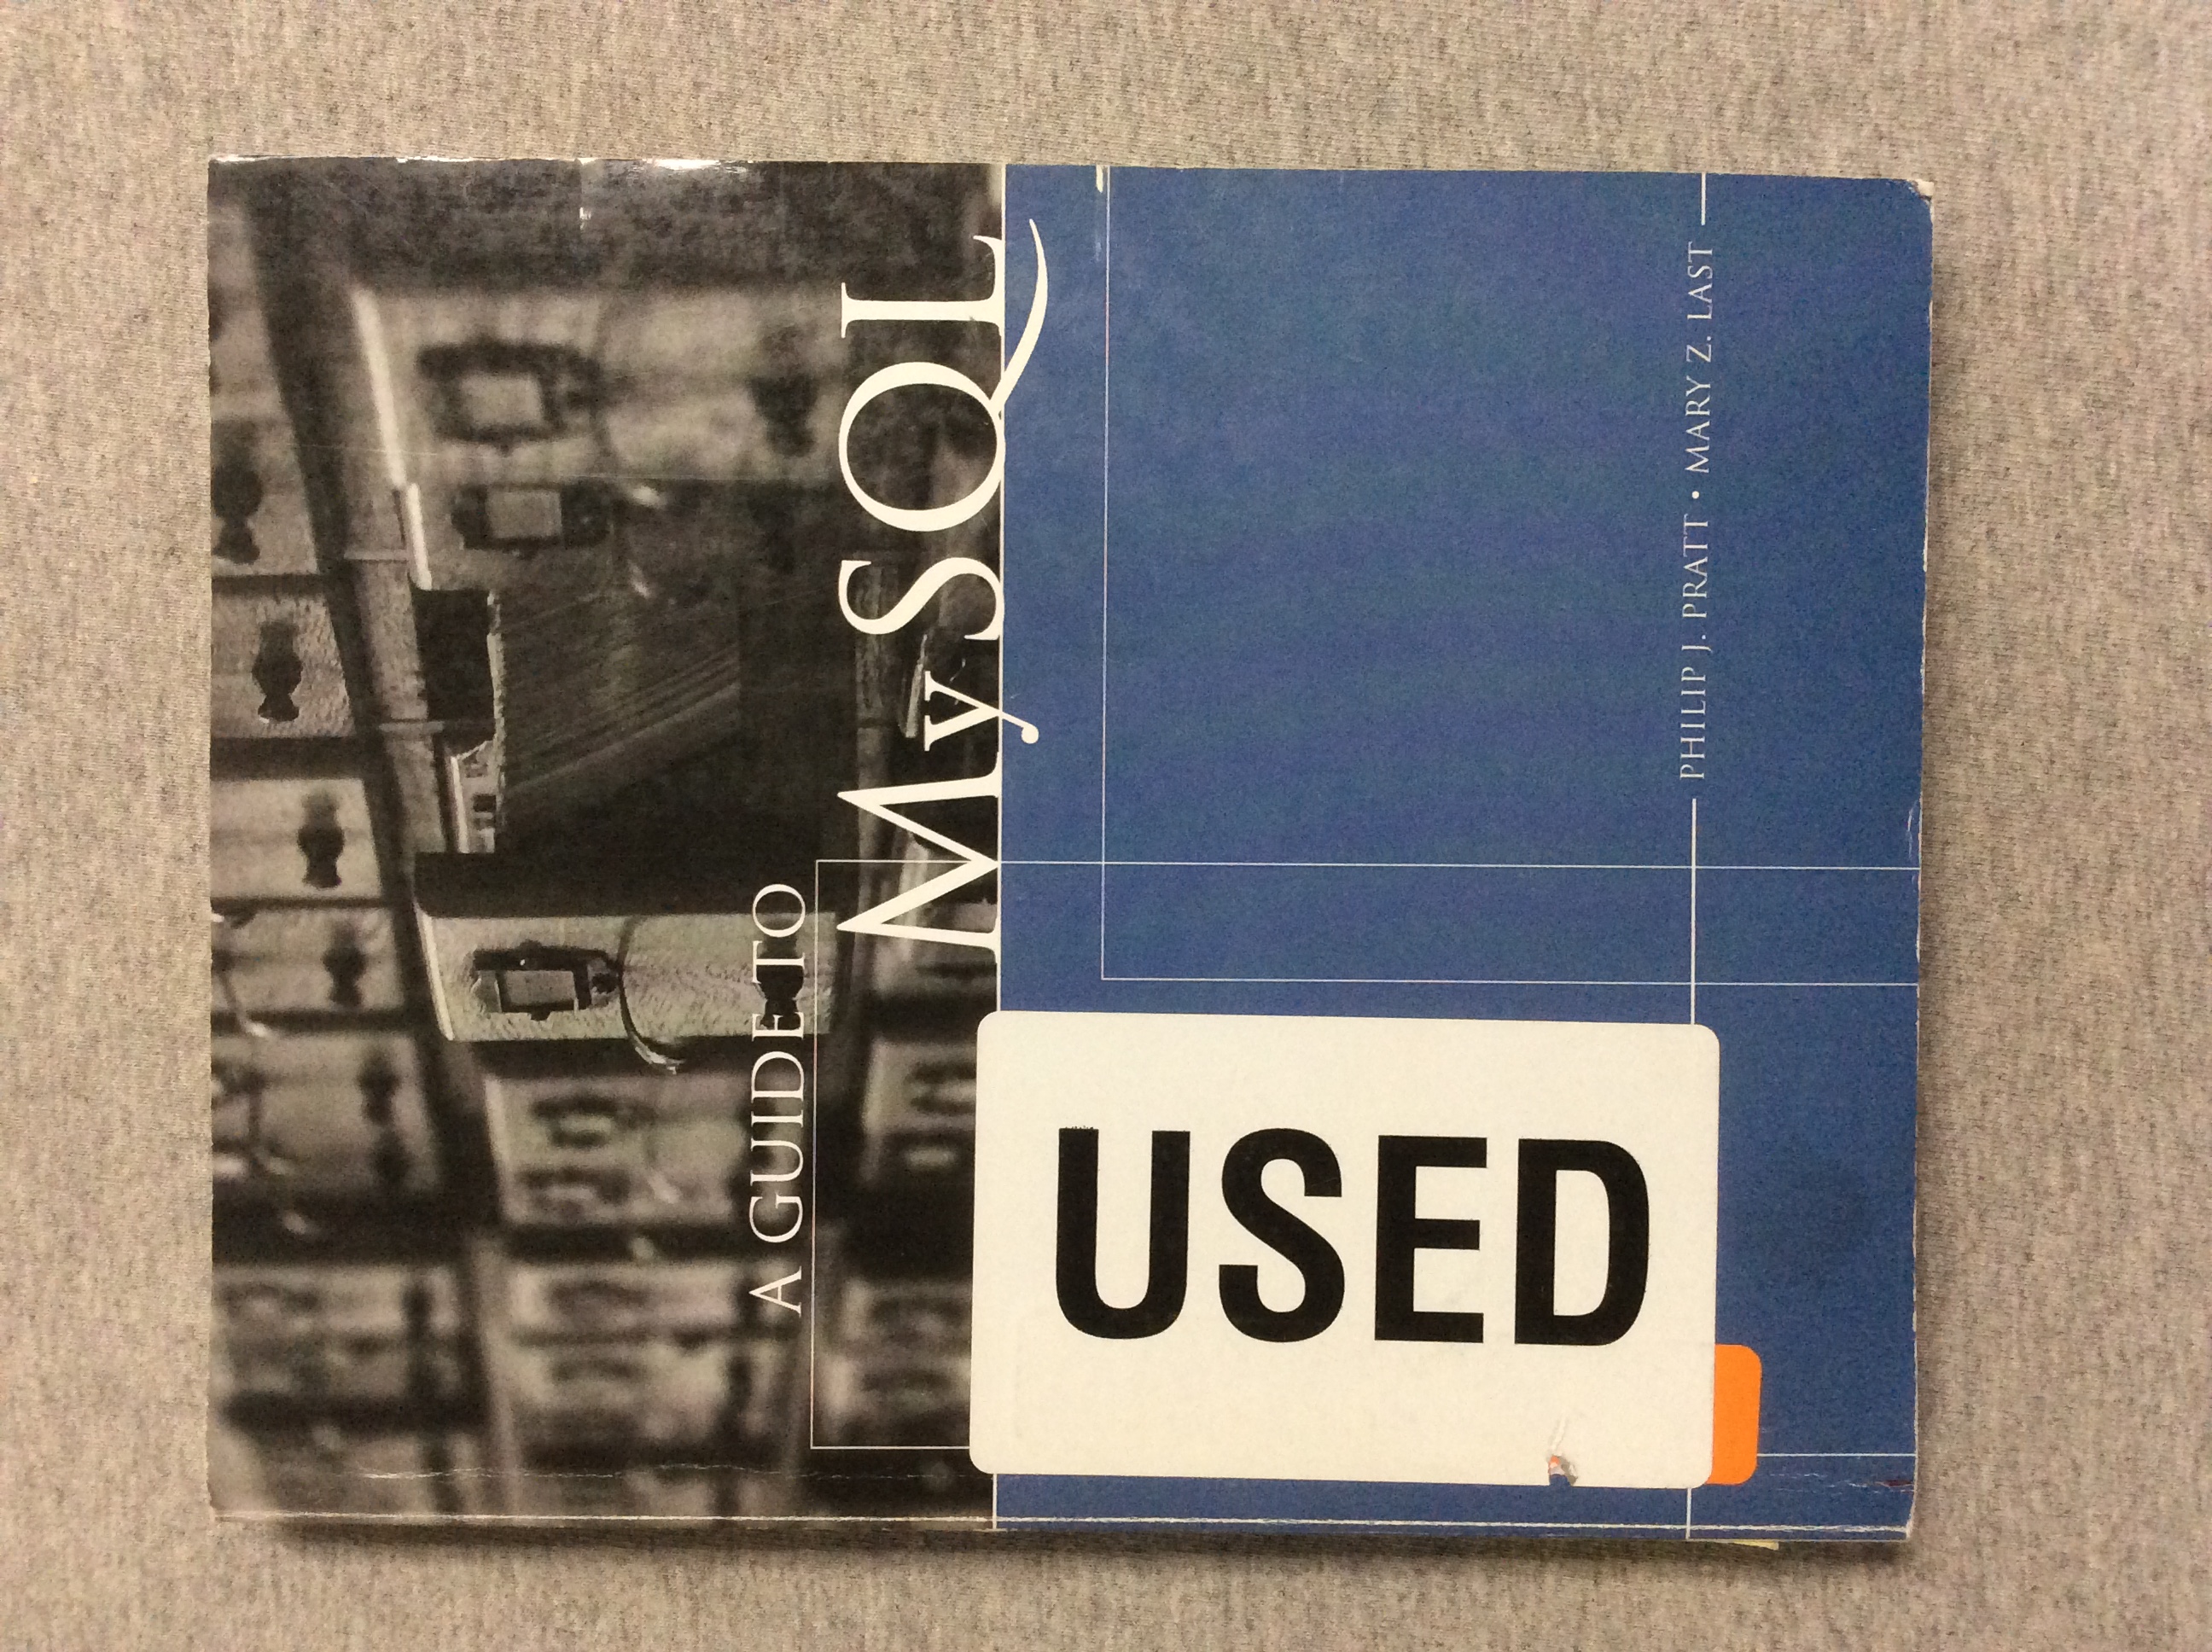 A GUIDE TO
MySQL
PHILIP J. PRATT • MARY Z. LAST
USED